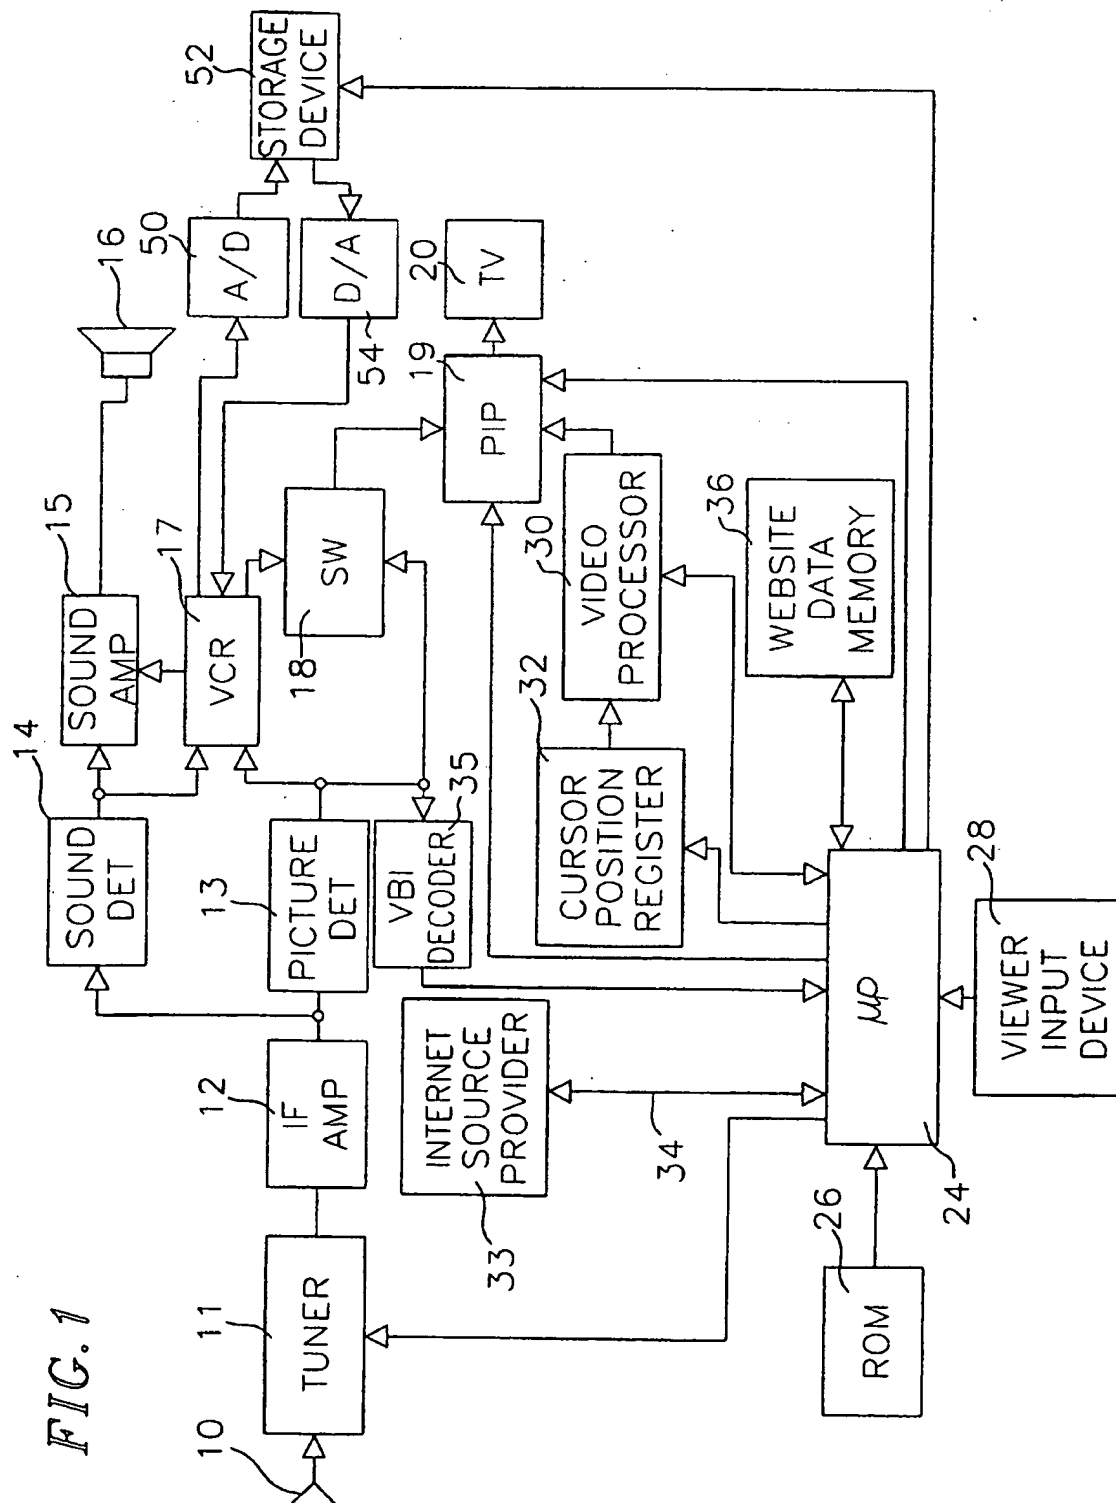 FIG. 1
10
11
TUNER
12
IF
AMP
13
PICTURE
DET
14
SOUND
DET
15
SOUND
AMP
16
17
VCR
18
SW
50
A/D
52
STORAGE
DEVICE
D/A
54
19
PIP
20
TV
35
VBI
DECODER
33
INTERNET
SOURCE
PROVIDER
34
32
CURSOR
POSITION
REGISTER
30
VIDEO
PROCESSOR
36
WEBSITE
DATA
MEMORY
26
ROM
24
μP
28
VIEWER
INPUT
DEVICE